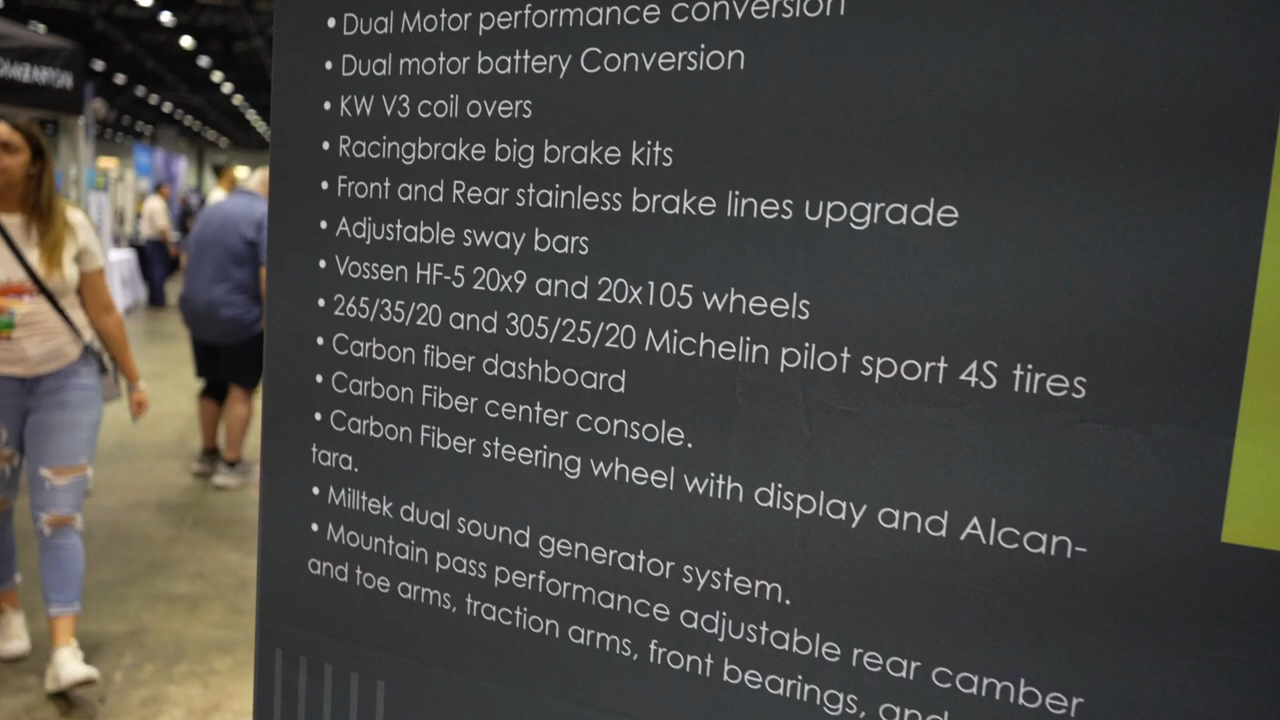 • Dual Motor performance conversion
• Dual motor battery Conversion
• KW V3 coil overs
• Racingbrake big brake kits
• Front and Rear stainless brake lines upgrade
• Adjustable sway bars
• Vossen HF-5 20x9 and 20x105 wheels
• 265/35/20 and 305/25/20 Michelin pilot sport 4S tires
• Carbon fiber dashboard
• Carbon Fiber center console.
• Carbon Fiber steering wheel with display and Alcan-
tara.
• Milltek dual sound generator system.
• Mountain pass performance adjustable rear camber
and toe arms, traction arms, front bearings, and